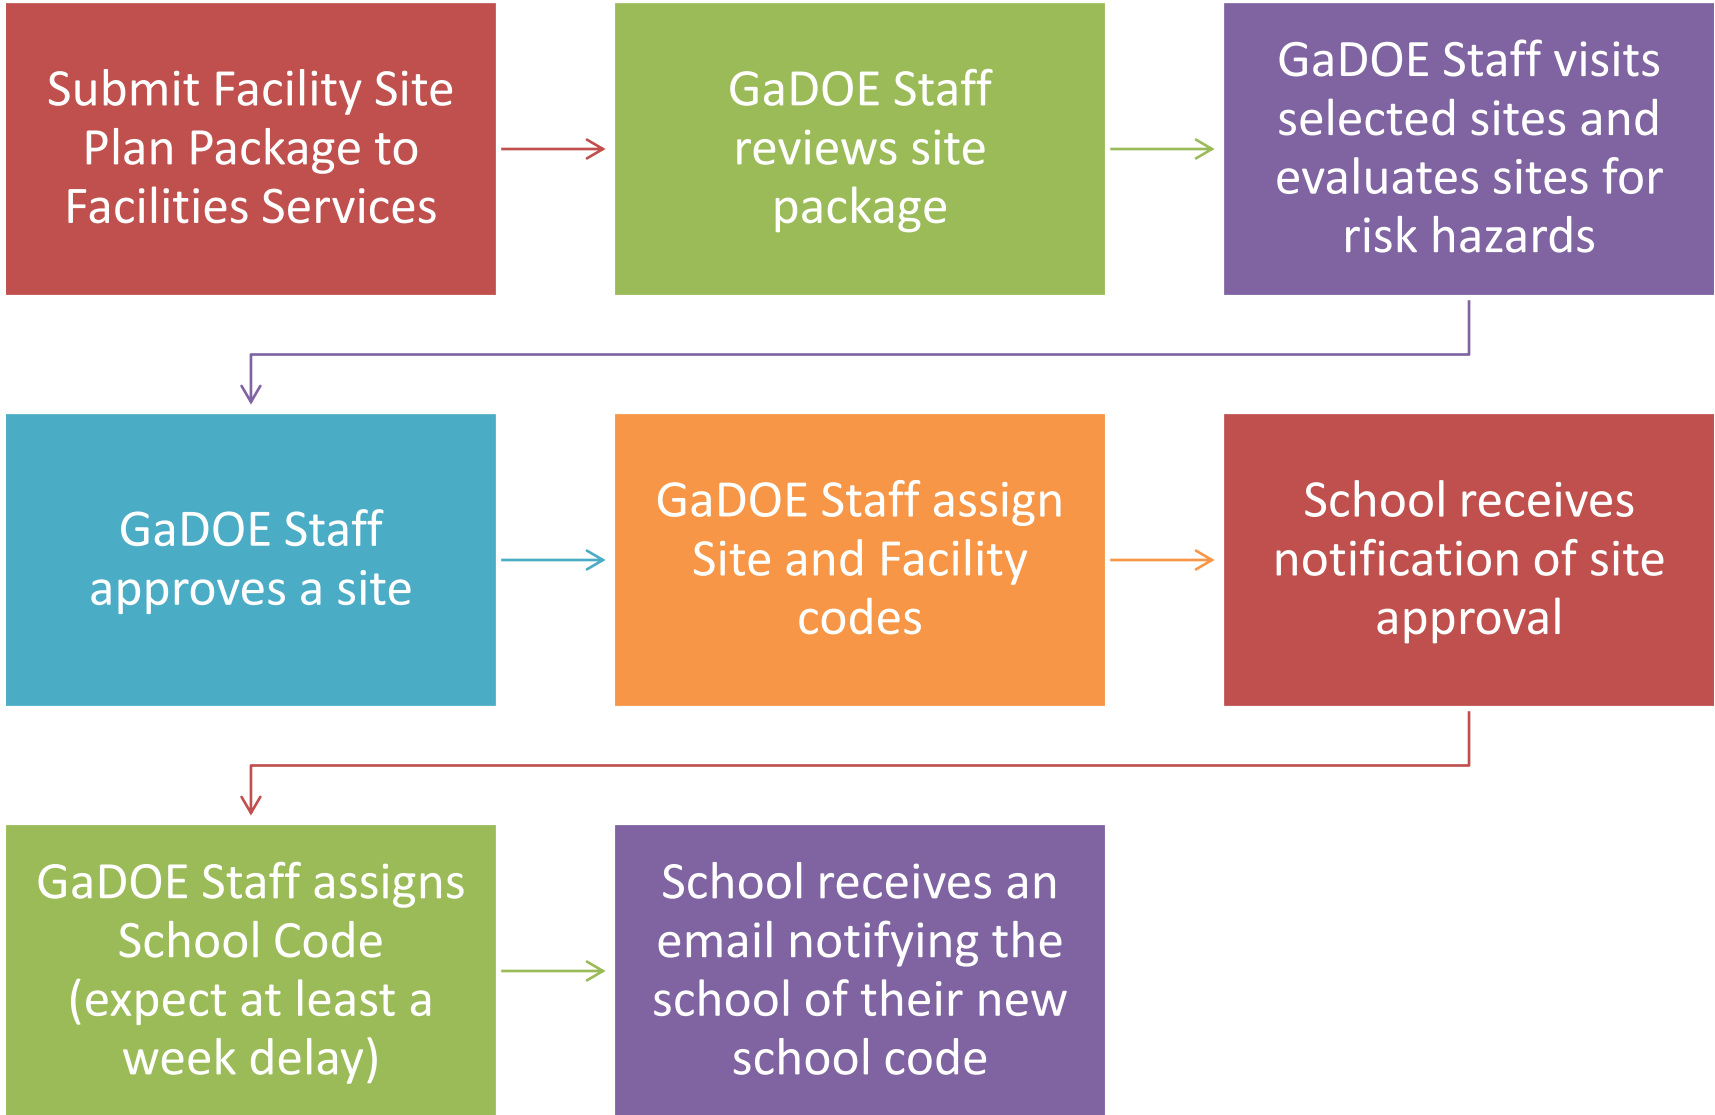 Submit Facility Site
Plan Package to
Facilities Services
GaDOE Staff
reviews site
package
GaDOE Staff visits
selected sites and
evaluates sites for
risk hazards
GaDOE Staff
approves a site
GaDOE Staff assign
Site and Facility
codes
School receives
notification of site
approval
GaDOE Staff assigns
School Code
(expect at least a
week delay)
School receives an
email notifying the
school of their new
school code